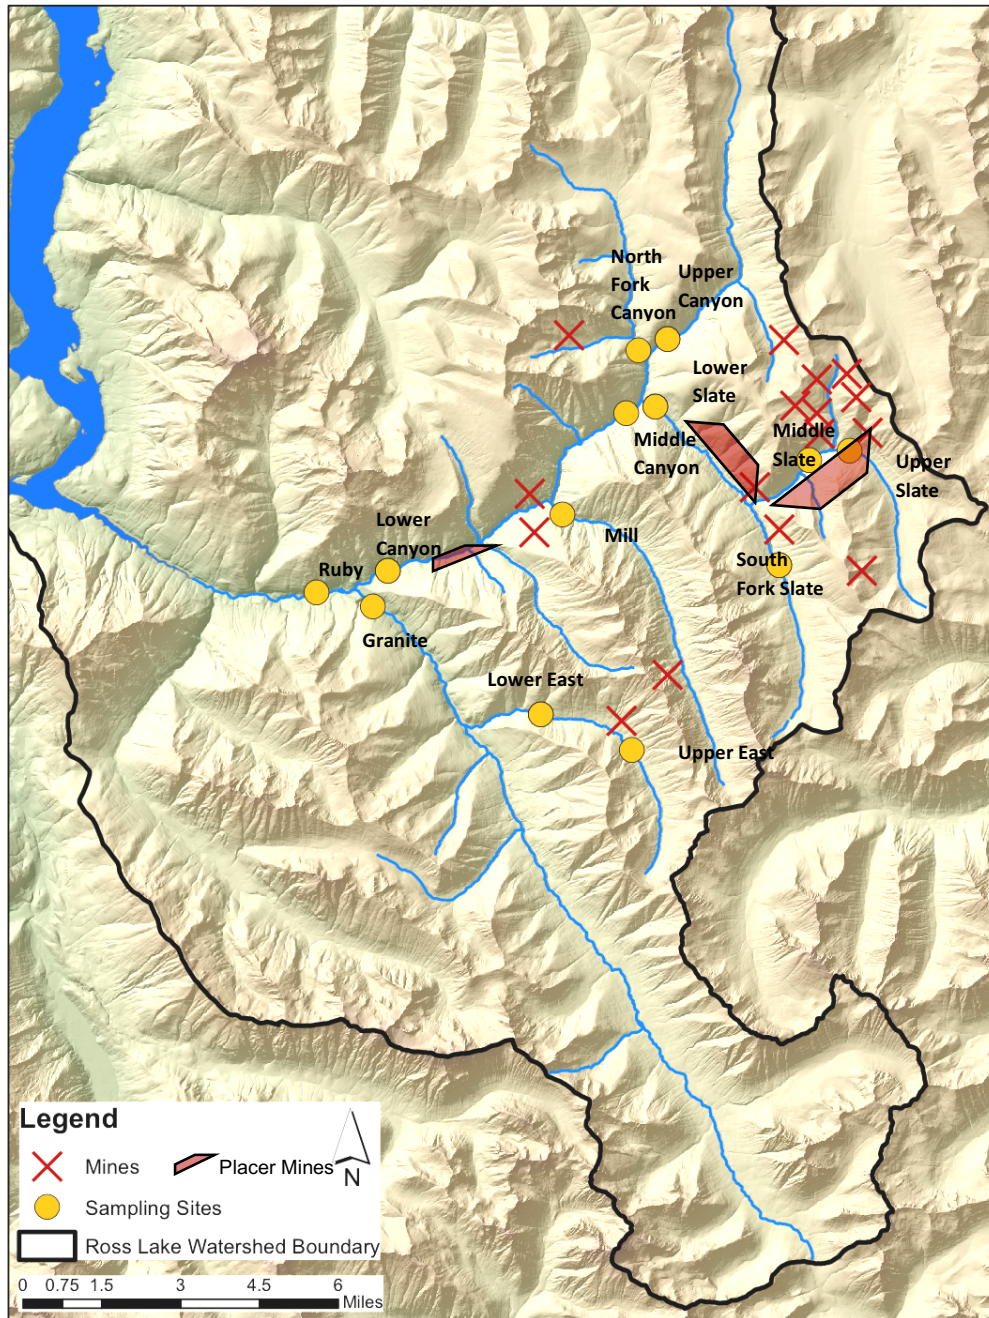 North
Fork
Canyon
Upper
Canyon
Lower
Slate
Middle
Canyon
Middle
Slate
Upper
Slate
Lower
Canyon
Mill
South
Fork Slate
Ruby
Granite
Lower East
Upper East
Legend
Mines
Placer Mines
N
Sampling Sites
Ross Lake Watershed Boundary
0 0.75 1.5 3 4.5 6
Miles